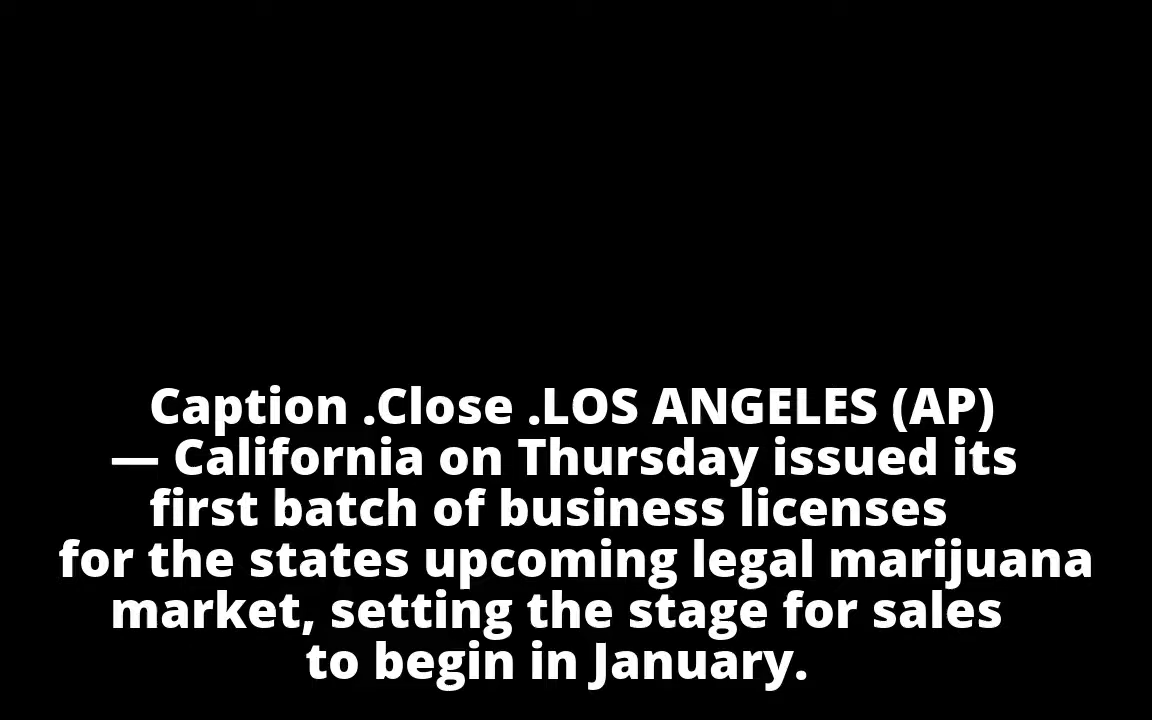 Caption .Close .LOS ANGELES (AP)
— California on Thursday issued its
first batch of business licenses
for the states upcoming legal marijuana
market, setting the stage for sales
to begin in January.